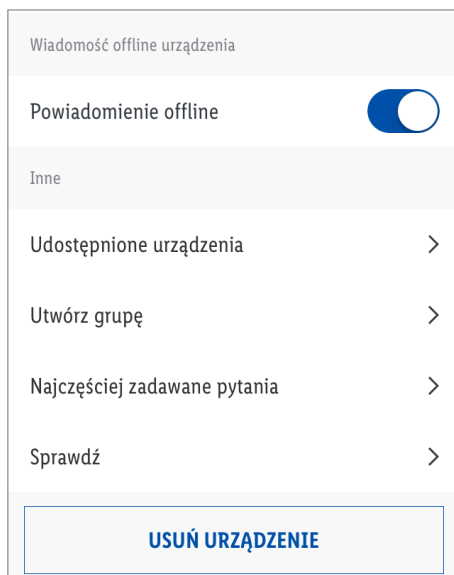 Wiadomość offline urządzenia
Powiadomienie offline
Inne
Udostępnione urządzenia
Utwórz grupę
Najczęściej zadawane pytania
Sprawdź
USUŃ URZĄDZENIE